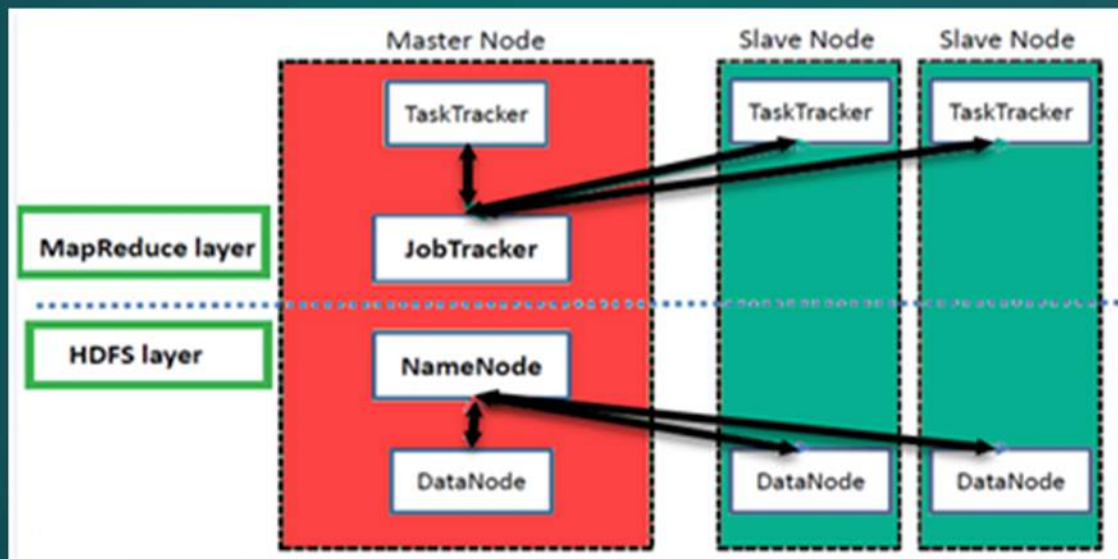 Master Node
Slave Node
Slave Node
TaskTracker
TaskTracker
TaskTracker
MapReduce layer
JobTracker
HDFS layer
NameNode
DataNode
DataNode
DataNode